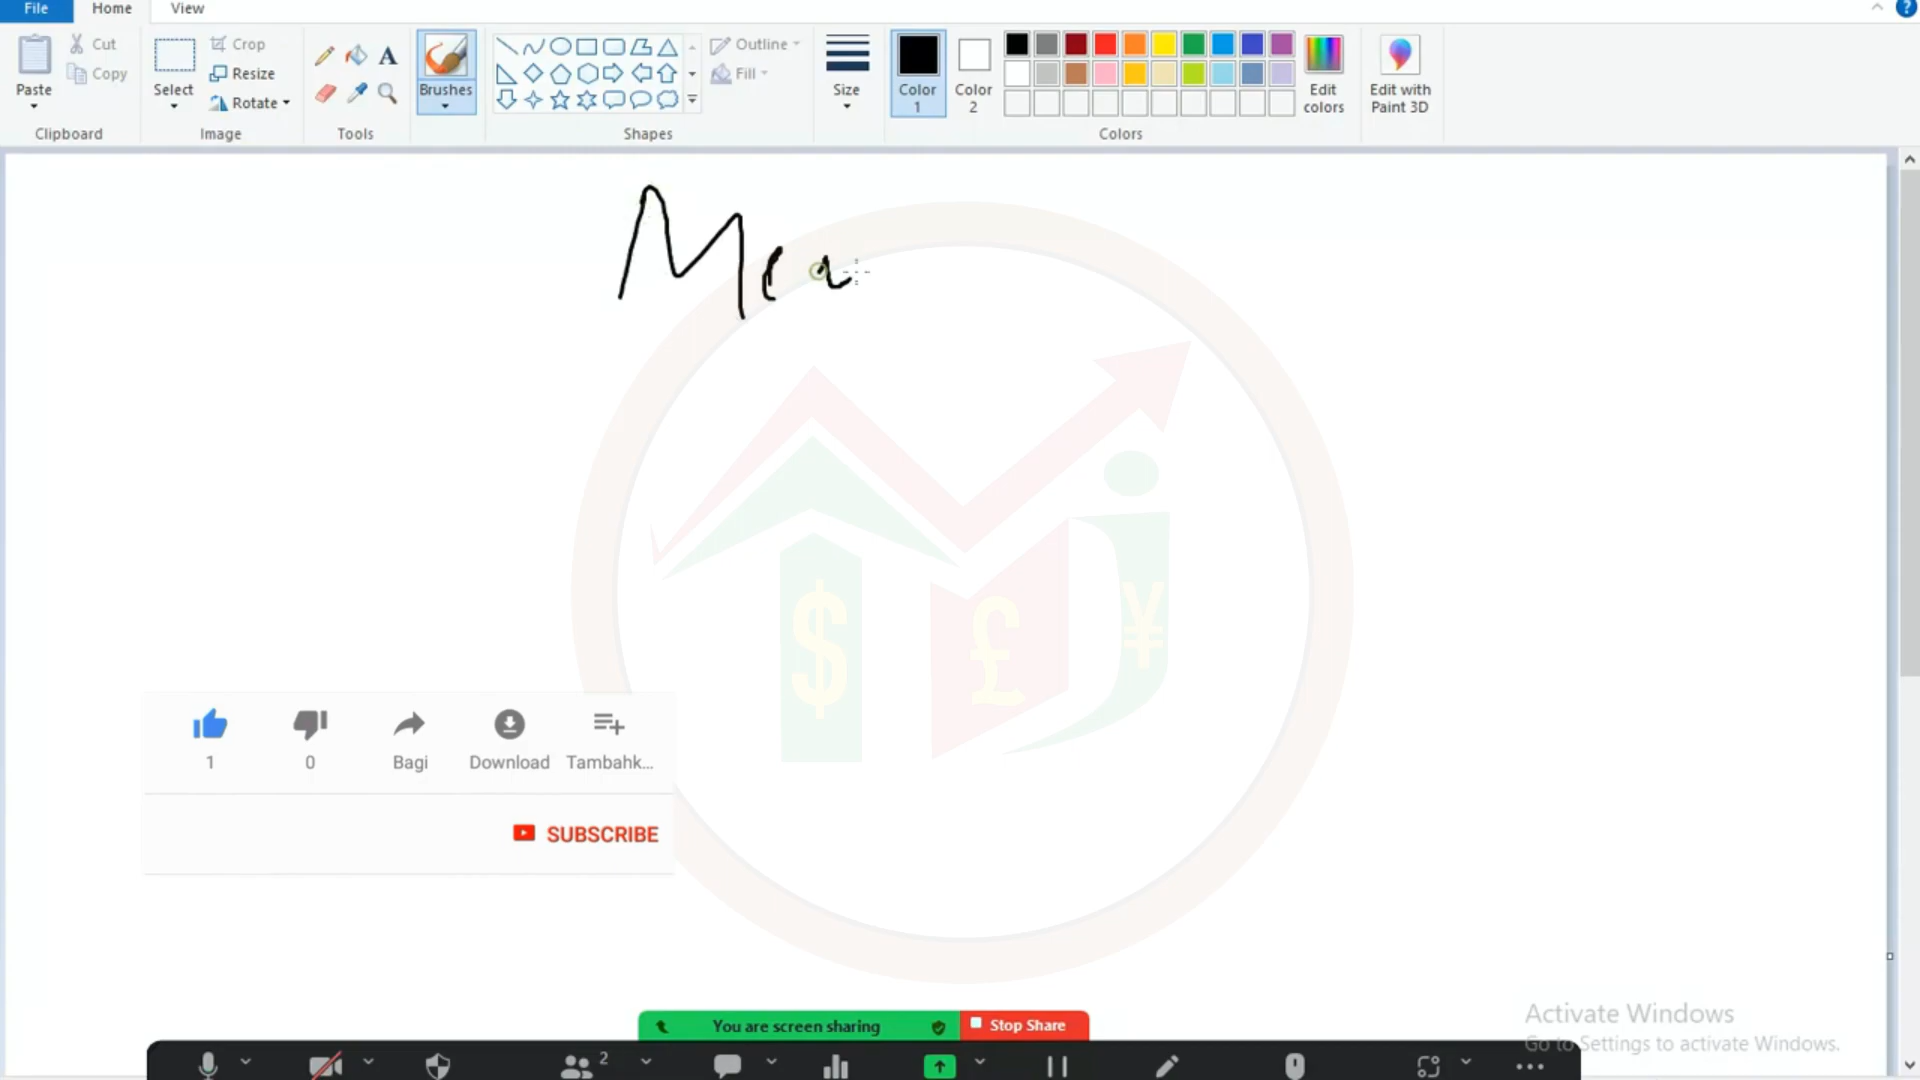 File Home View
Paste Cut Copy Select Crop Resize Rotate A Brushes Outline Fill Size Color 1 Color 2 Edit colors Edit with Paint 3D
Clipboard Image Tools Shapes Colors
Me
$ £ ¥
1 0 Bagi Download Tambahk...
SUBSCRIBE
Activate Windows
Go to Settings to activate Windows.
You are screen sharing Stop Share
2